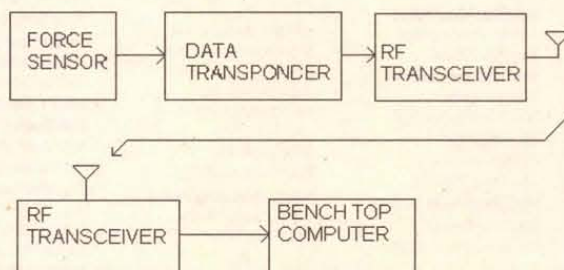 FORCE
SENSOR
DATA
TRANSPONDER
RF
TRANSCEIVER
RF
TRANSCEIVER
BENCH TOP
COMPUTER